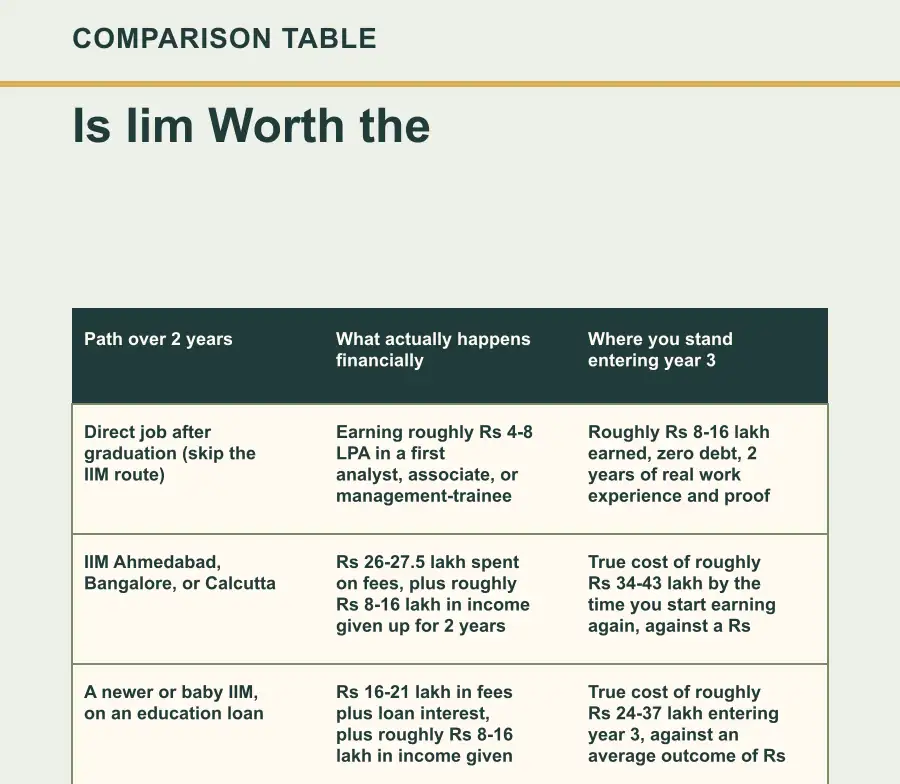 COMPARISON TABLE
Is Iim Worth the
Path over 2 years
What actually happens
financially
Where you stand
entering year 3
Direct job after
graduation (skip the
IIM route)
Earning roughly Rs 4-8
LPA in a first
analyst, associate, or
management-trainee
Roughly Rs 8-16 lakh
earned, zero debt, 2
years of real work
experience and proof
IIM Ahmedabad,
Bangalore, or Calcutta
Rs 26-27.5 lakh spent
on fees, plus roughly
Rs 8-16 lakh in income
given up for 2 years
True cost of roughly
Rs 34-43 lakh by the
time you start earning
again, against a Rs
A newer or baby IIM,
on an education loan
Rs 16-21 lakh in fees
plus loan interest,
plus roughly Rs 8-16
lakh in income given
True cost of roughly
Rs 24-37 lakh entering
year 3, against an
average outcome of Rs